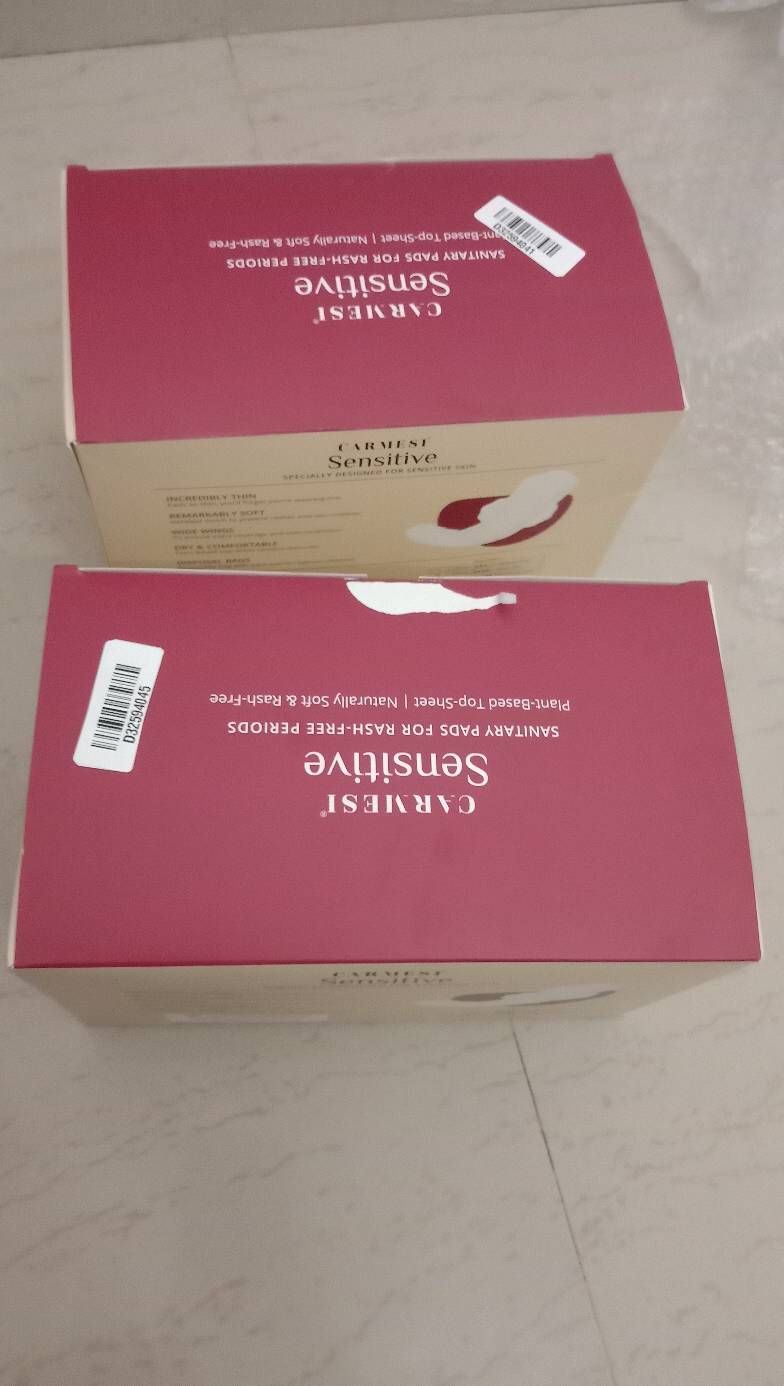 CARMESI®
Sensitive
SANITARY PADS FOR RASH-FREE PERIODS
Plant-Based Top-Sheet | Naturally Soft & Rash-Free
D32594041
CARMESI
Sensitive
SPECIALLY DESIGNED FOR SENSITIVE SKIN
INCREDIBLY THIN
REMARKABLY SOFT
WIDE WINGS
DRY & COMFORTABLE
DISPOSAL BAGS
CARMESI®
Sensitive
SANITARY PADS FOR RASH-FREE PERIODS
Plant-Based Top-Sheet | Naturally Soft & Rash-Free
D32594045
CARMESI
Sensitive